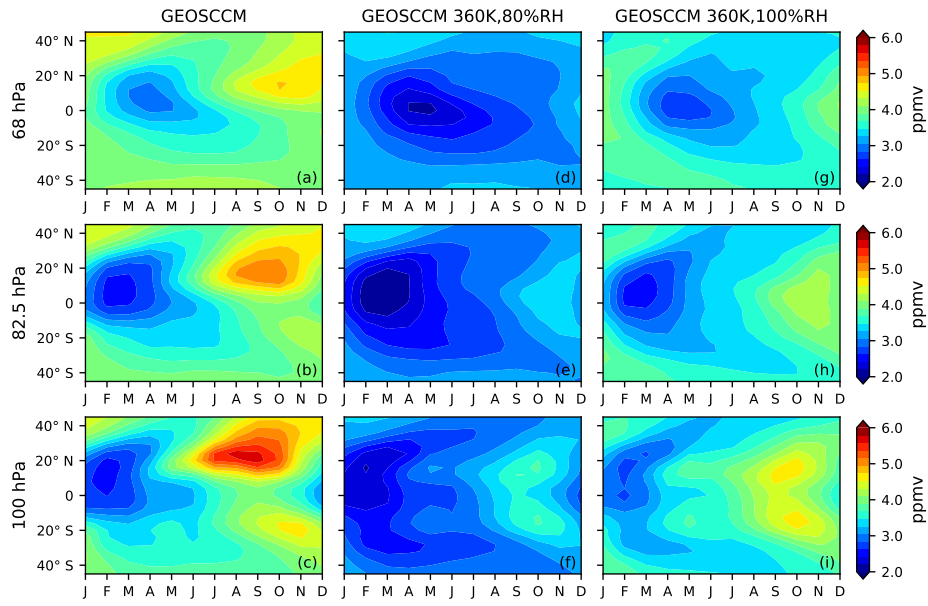 GEOSCCM GEOSCCM 360K,80%RH GEOSCCM 360K,100%RH
68 hPa
40° N
20° N
0
20° S
40° S
(a) (d) (g)
J F M A M J J A S O N D J F M A M J J A S O N D J F M A M J J A S O N D
6.0
5.0
4.0
3.0
2.0
ppmv
82.5 hPa
40° N
20° N
0
20° S
40° S
(b) (e) (h)
J F M A M J J A S O N D J F M A M J J A S O N D J F M A M J J A S O N D
6.0
5.0
4.0
3.0
2.0
ppmv
100 hPa
40° N
20° N
0
20° S
40° S
(c) (f) (i)
J F M A M J J A S O N D J F M A M J J A S O N D J F M A M J J A S O N D
6.0
5.0
4.0
3.0
2.0
ppmv